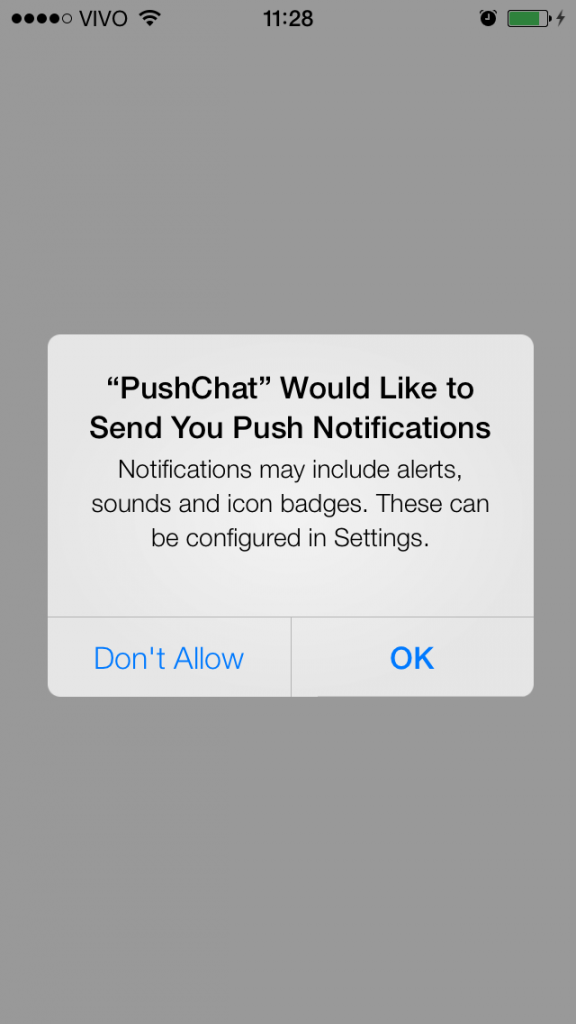 VIVO 11:28
“PushChat” Would Like to
Send You Push Notifications
Notifications may include alerts,
sounds and icon badges. These can
be configured in Settings.
Don't Allow OK